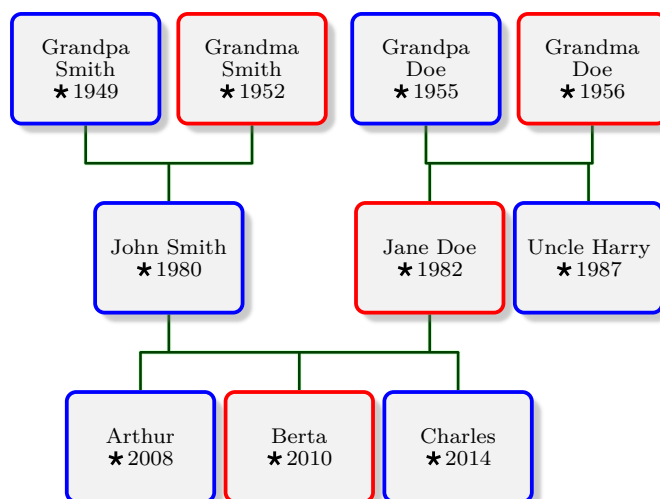 Grandpa
Smith
★ 1949
Grandma
Smith
★ 1952
Grandpa
Doe
★ 1955
Grandma
Doe
★ 1956
John Smith
★ 1980
Jane Doe
★ 1982
Uncle Harry
★ 1987
Arthur
★ 2008
Berta
★ 2010
Charles
★ 2014